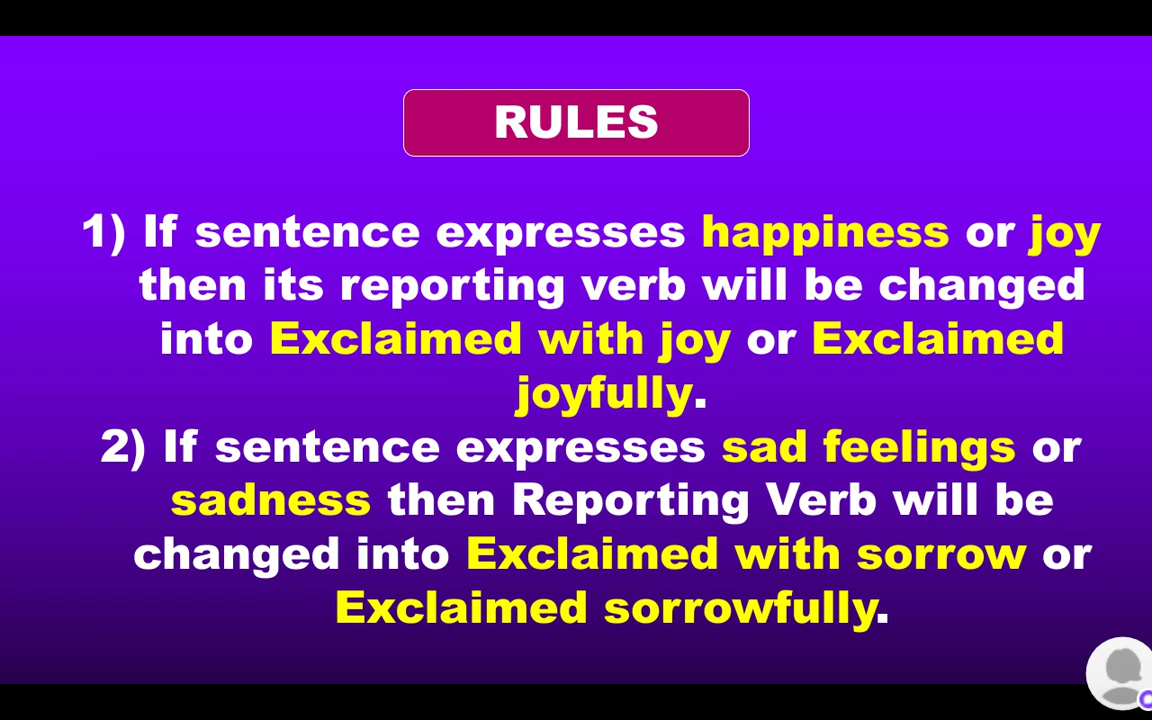 RULES
1) If sentence expresses happiness or joy
then its reporting verb will be changed
into Exclaimed with joy or Exclaimed
joyfully.
2) If sentence expresses sad feelings or
sadness then Reporting Verb will be
changed into Exclaimed with sorrow or
Exclaimed sorrowfully.